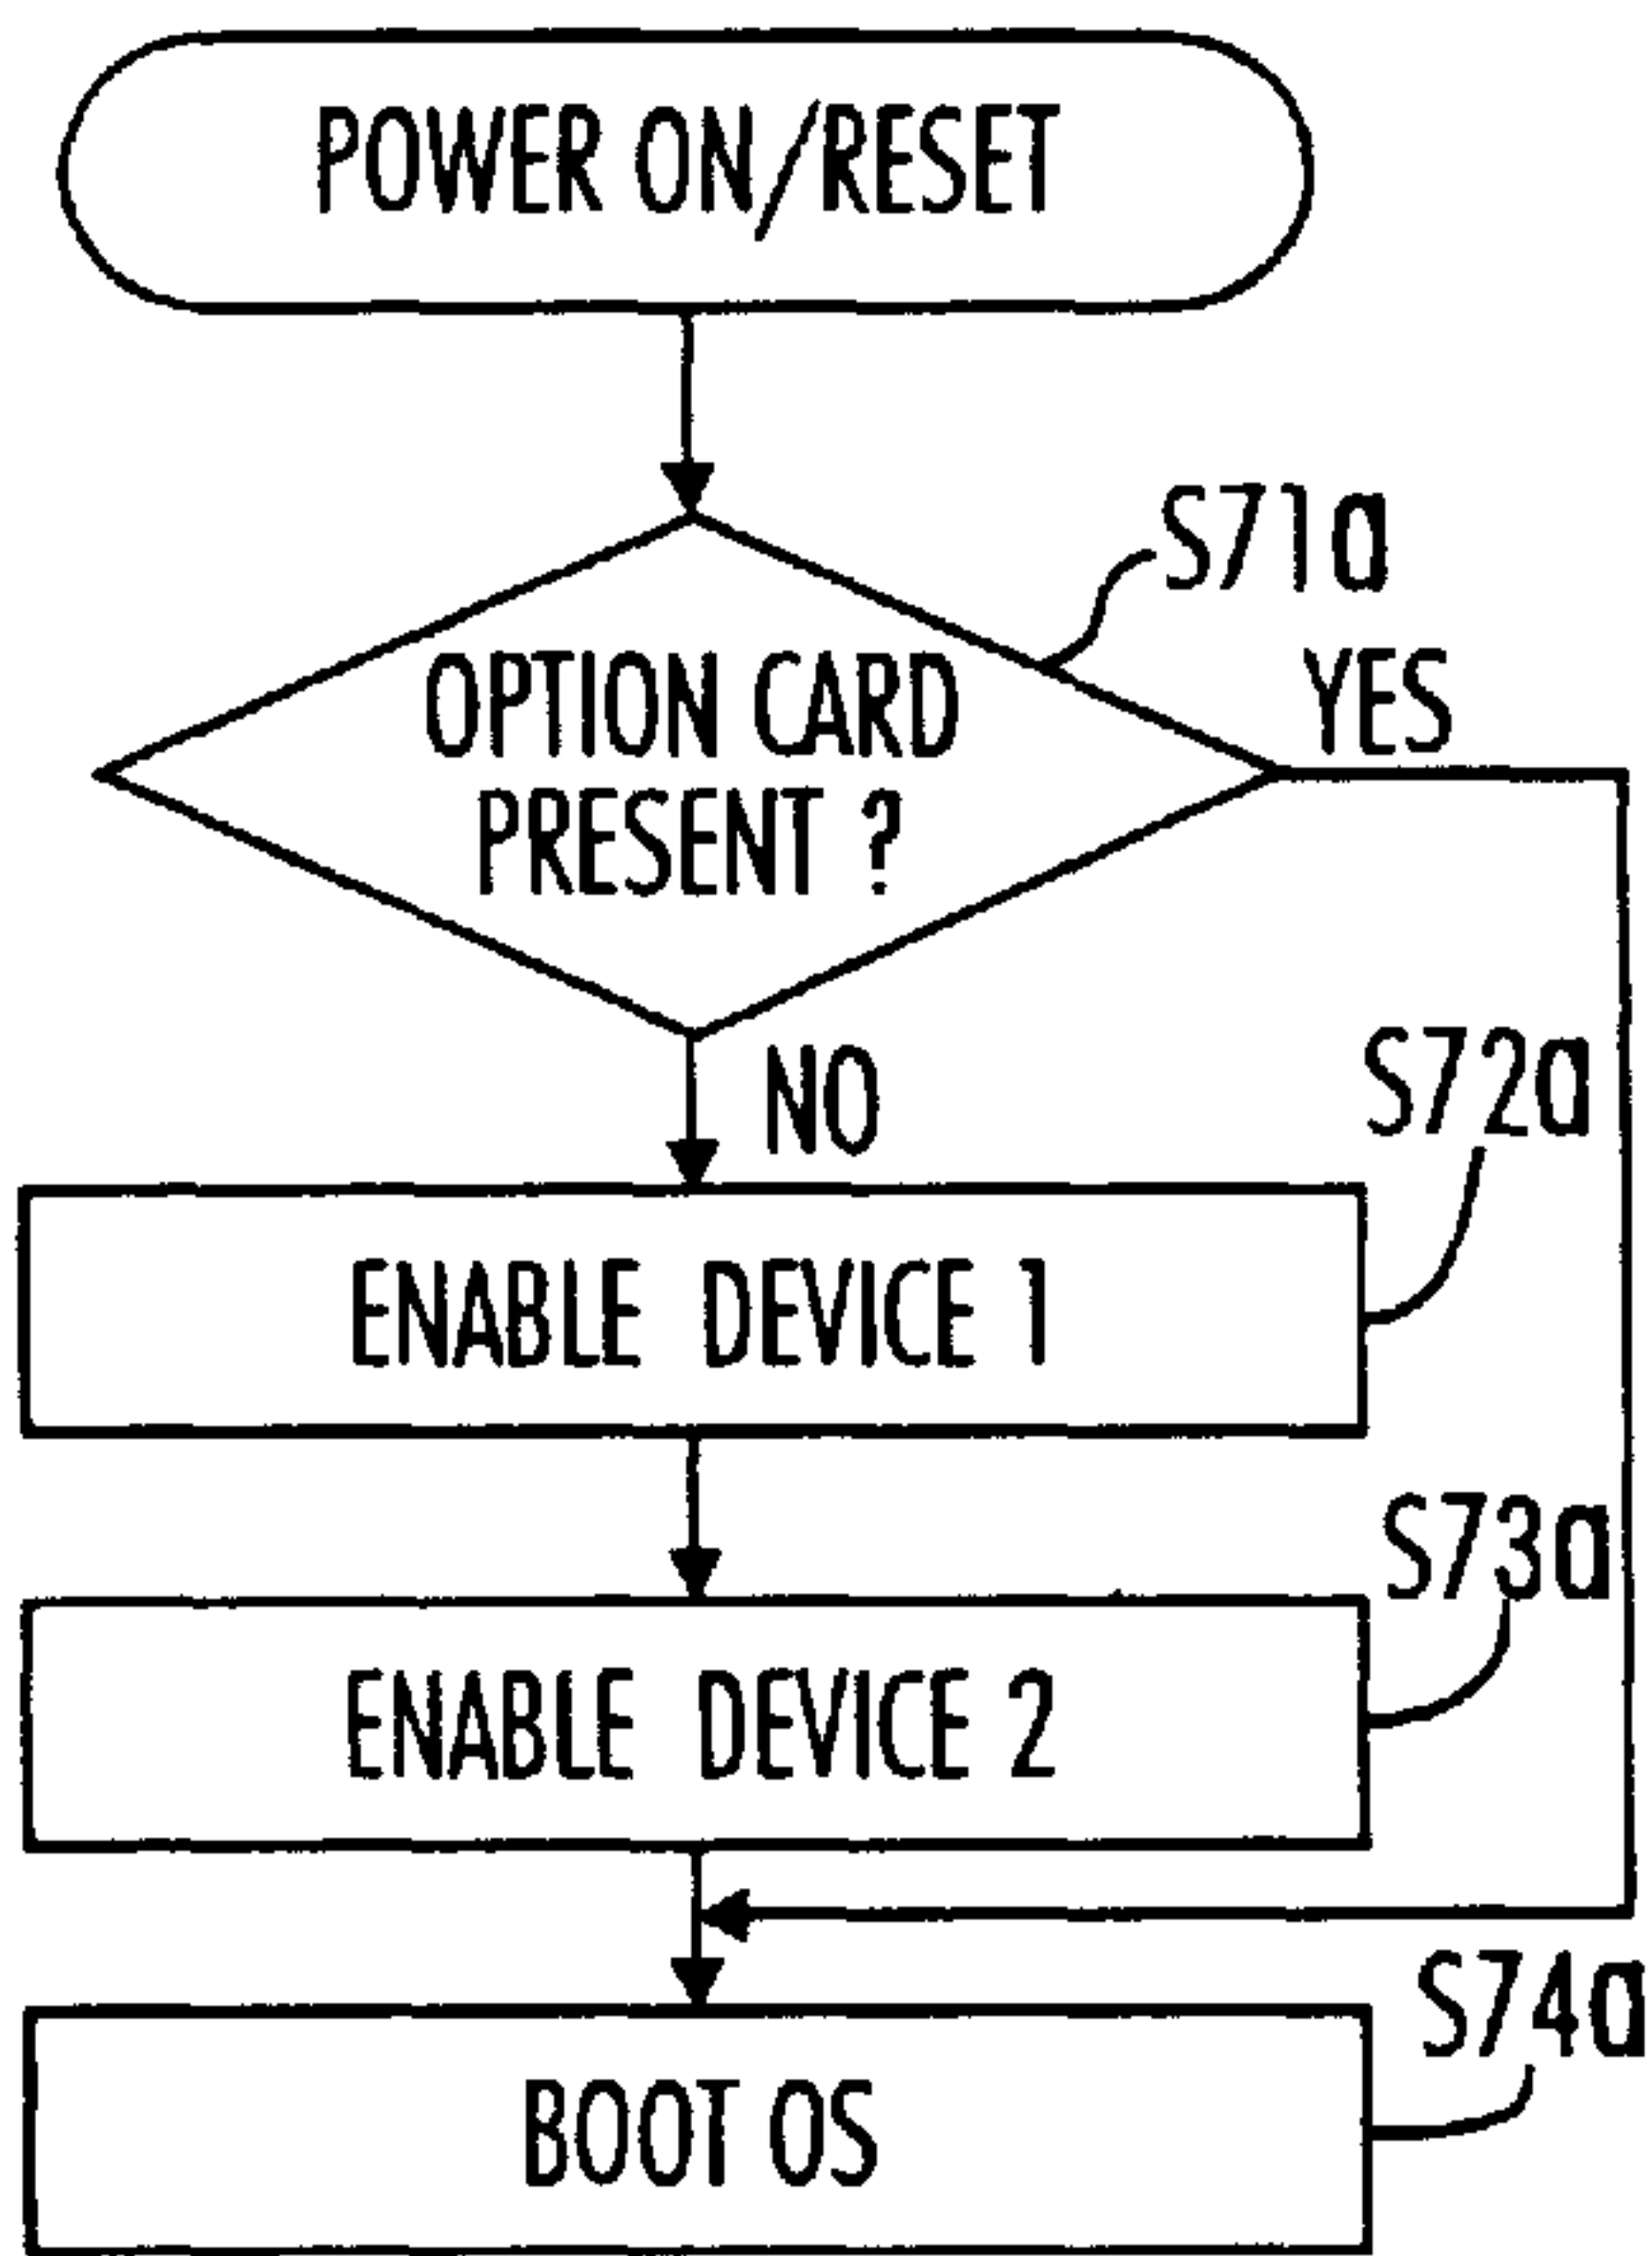 POWER ON/RESET
S71a
OPTION CARD
PRESENT ?
YES
NO
S72a
ENABLE DEVICE 1
S73a
ENABLE DEVICE 2
S74a
BOOT OS